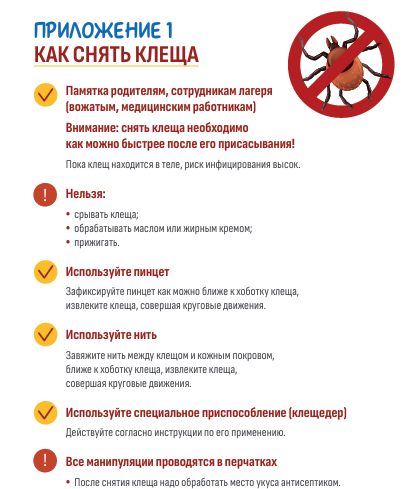 ПРИЛОЖЕНИЕ 1
КАК СНЯТЬ КЛЕЩА
Памятка родителям, сотрудникам лагеря
(вожатым, медицинским работникам)
Внимание: снять клеща необходимо
как можно быстрее после его присасывания!
Пока клещ находится в теле, риск инфицирования высок.
! Нельзя:
• срывать клеща;
• обрабатывать маслом или жирным кремом;
• прижигать.
Используйте пинцет
Зафиксируйте пинцет как можно ближе к хоботку клеща,
извлеките клеща, совершая круговые движения.
Используйте нить
Завяжите нить между клещом и кожным покровом,
ближе к хоботку клеща, извлеките клеща,
совершая круговые движения.
Используйте специальное приспособление (клещедер)
Действуйте согласно инструкции по его применению.
! Все манипуляции проводятся в перчатках
• После снятия клеща надо обработать место укуса антисептиком.